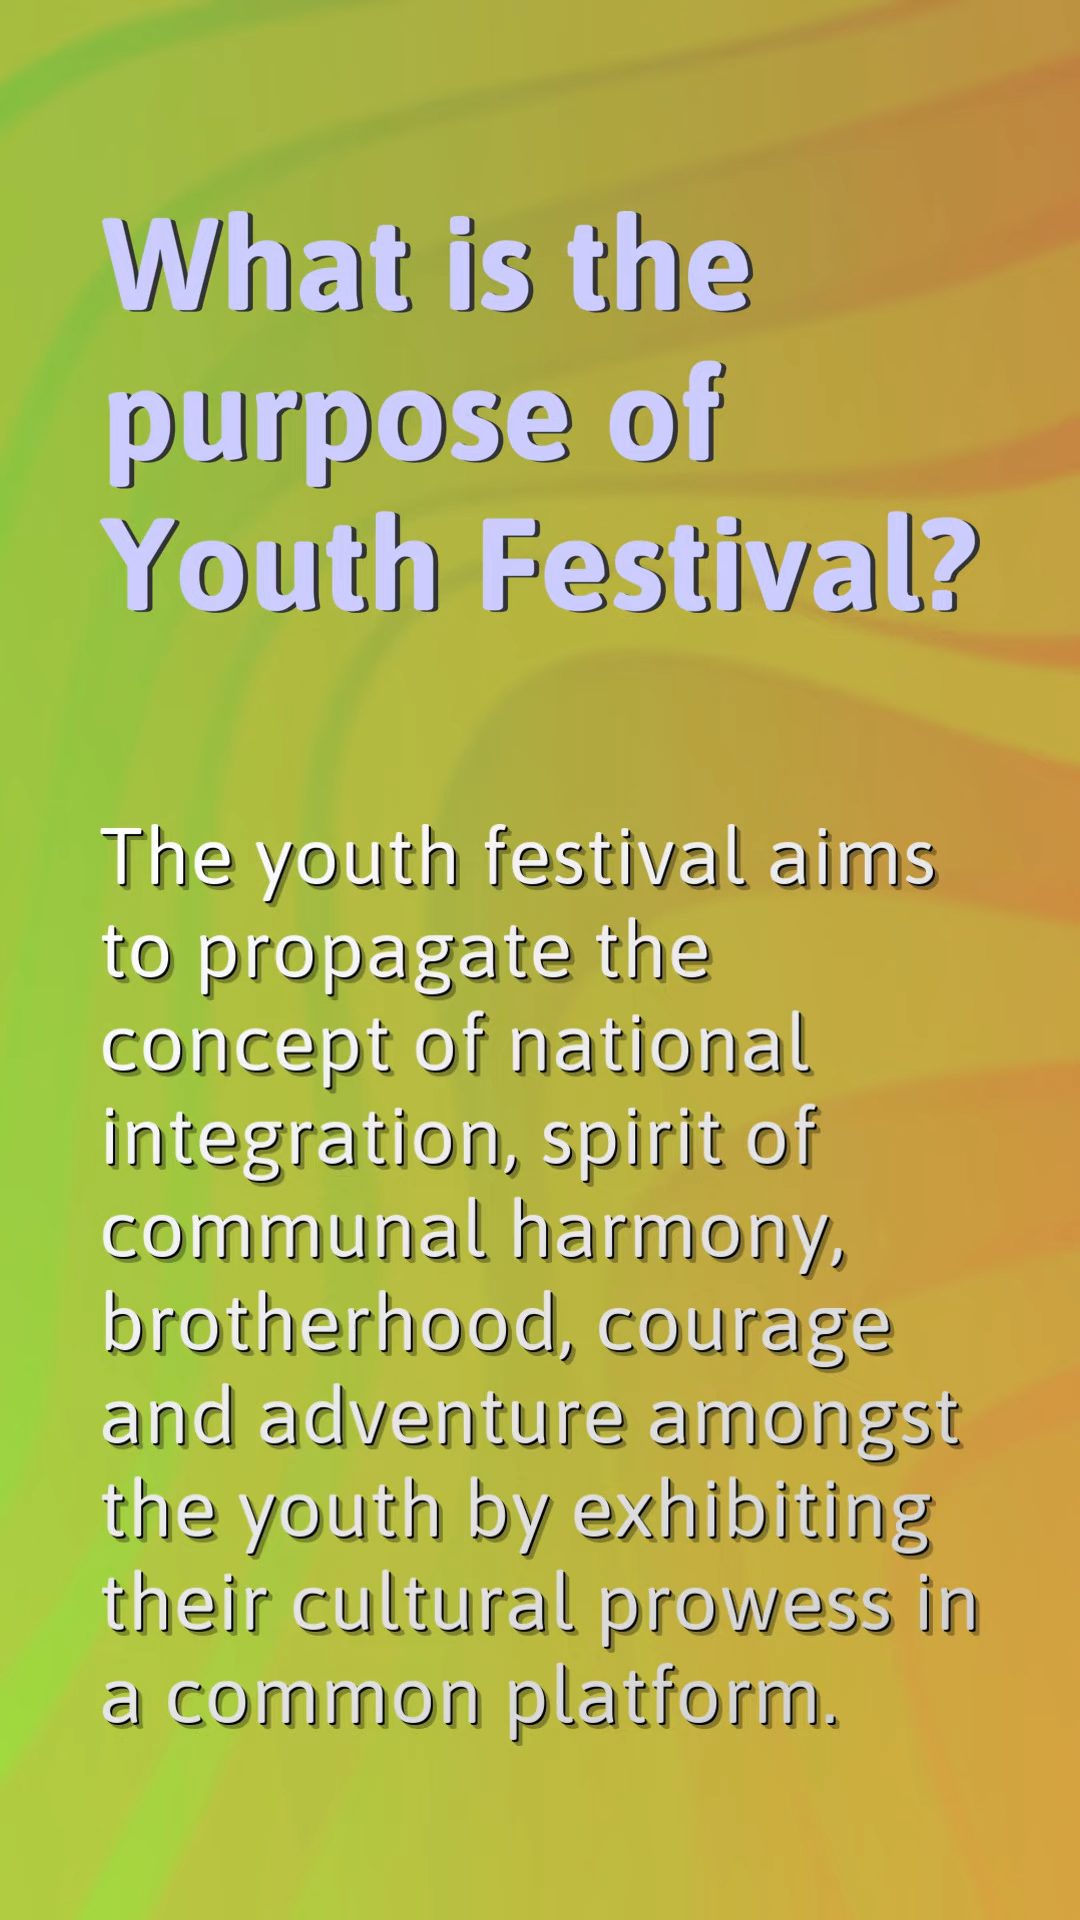 What is the
purpose of
Youth Festival?
The youth festival aims
to propagate the
concept of national
integration, spirit of
communal harmony,
brotherhood, courage
and adventure amongst
the youth by exhibiting
their cultural prowess in
a common platform.